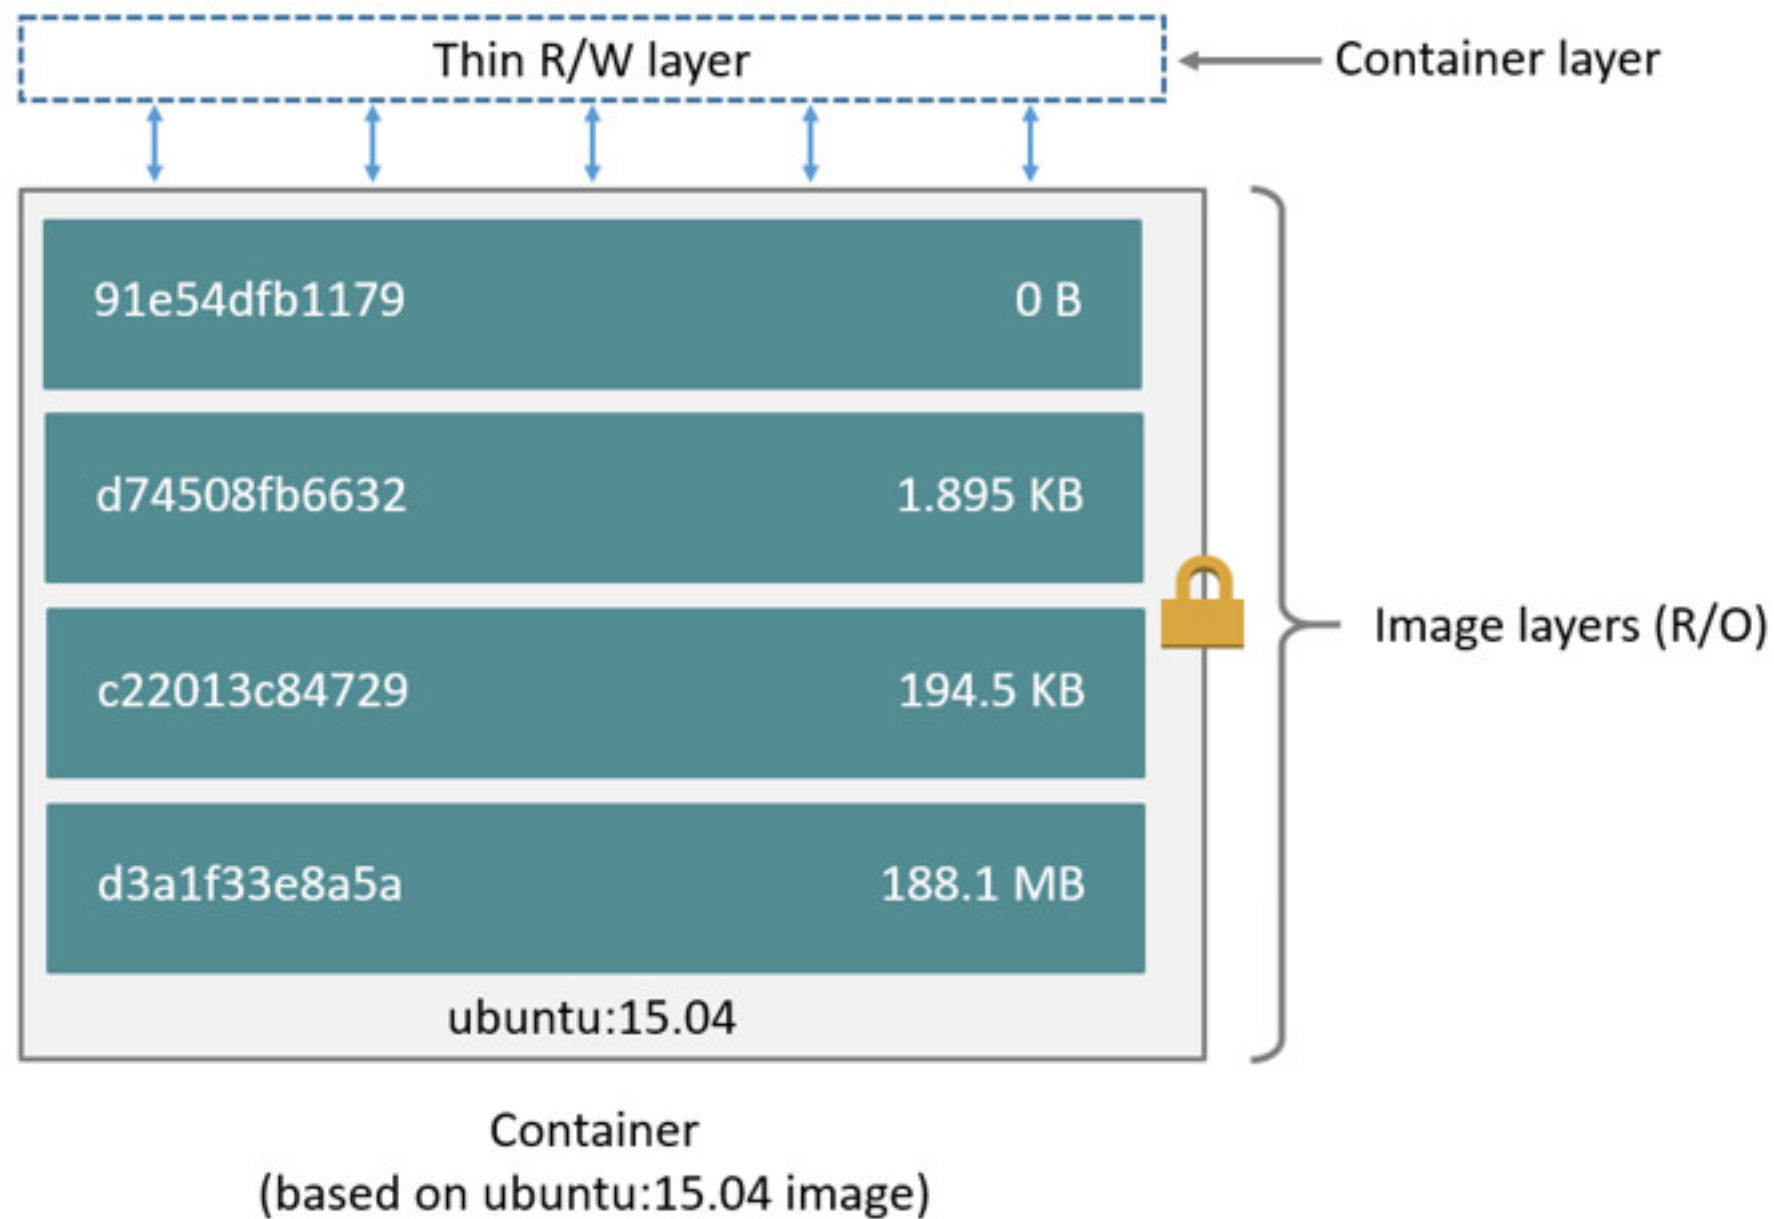 Thin R/W layer
Container layer
91e54dfb1179 0 B
d74508fb6632 1.895 KB
c22013c84729 194.5 KB
Image layers (R/O)
d3a1f33e8a5a 188.1 MB
ubuntu:15.04
Container
(based on ubuntu:15.04 image)